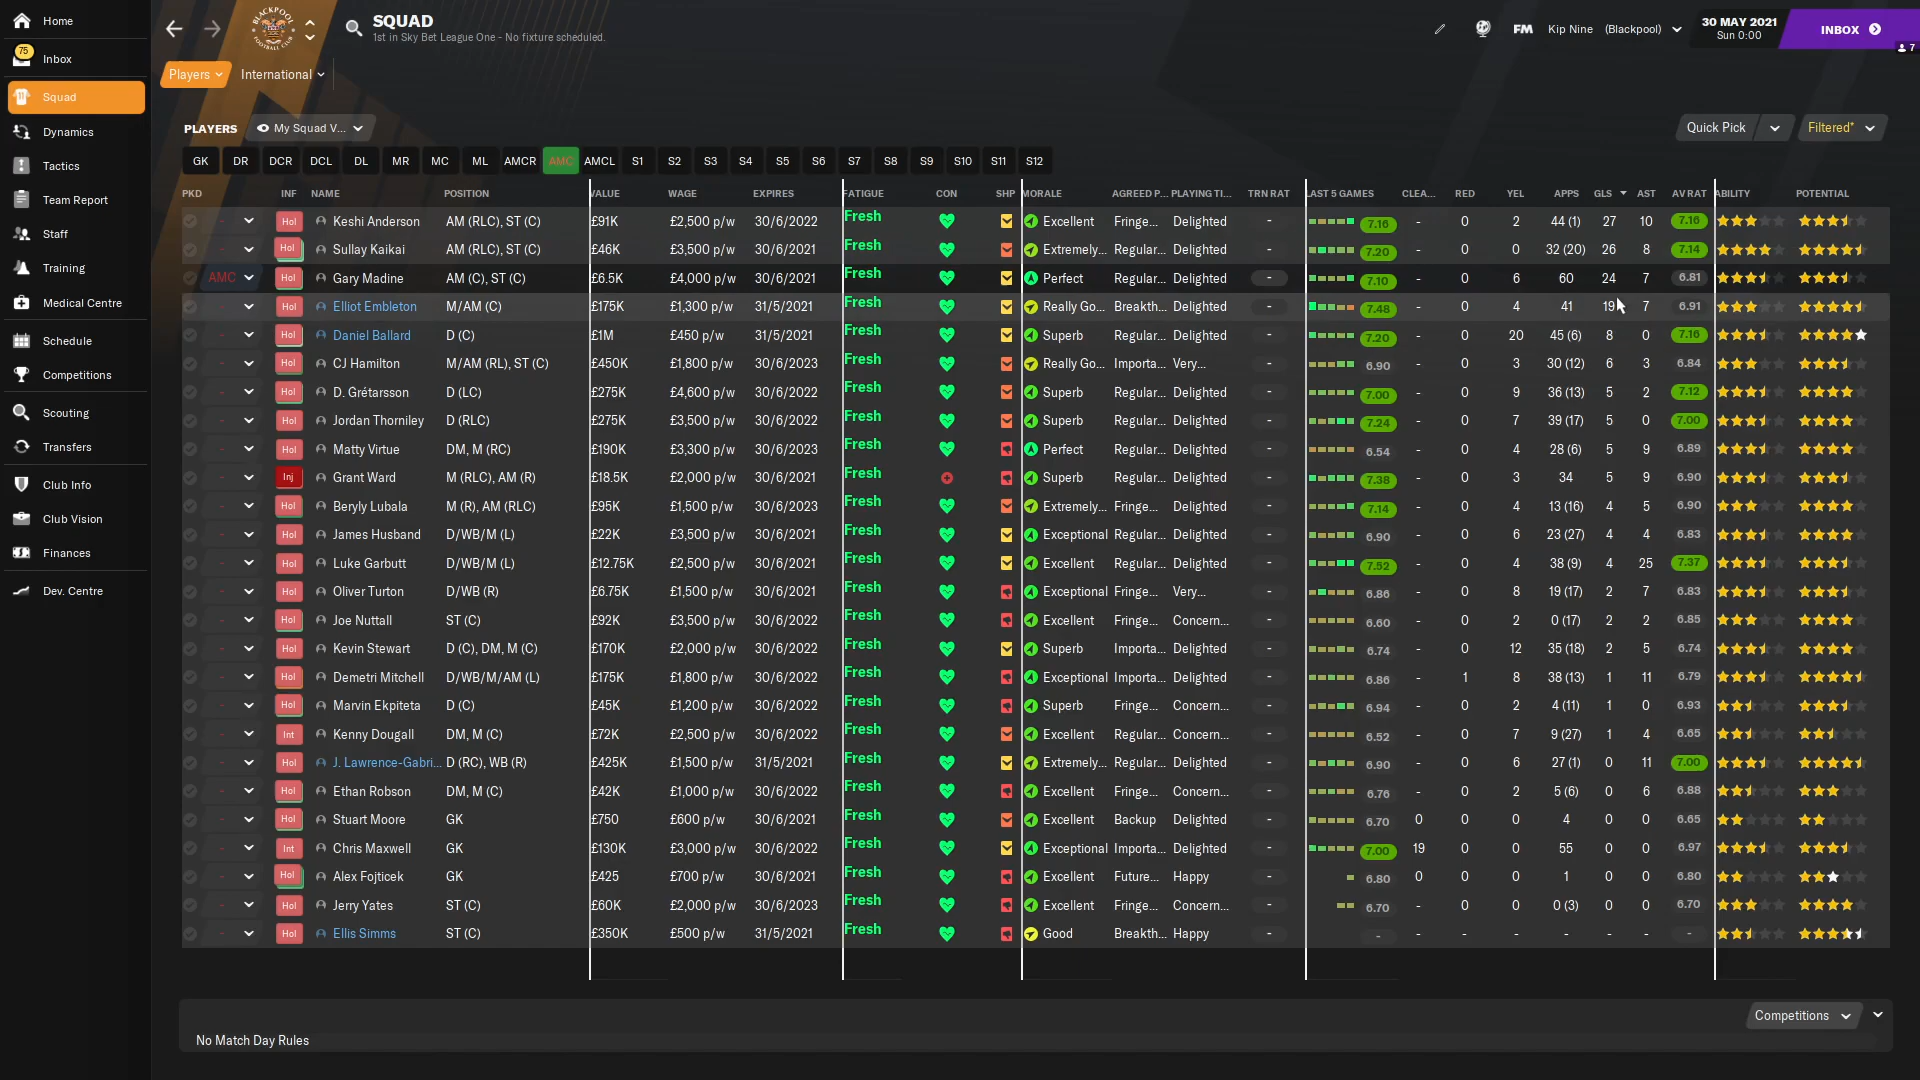 Home
Inbox
75
Squad
Dynamics
Tactics
Team Report
Staff
Training
Medical Centre
Schedule
Competitions
Scouting
Transfers
Club Info
Club Vision
Finances
Dev. Centre
BLACKPOOL
FOOTBALL CLUB
SQUAD
1st in Sky Bet League One - No fixture scheduled.
FM Kip Nine (Blackpool)
30 MAY 2021
Sun 0:00
INBOX
7
Players International
PLAYERS My Squad V... Quick Pick Filtered*
GK DR DCR DCL DL MR MC ML AMCR AMC AMCL S1 S2 S3 S4 S5 S6 S7 S8 S9 S10 S11 S12
PKD INF NAME POSITION VALUE WAGE EXPIRES FATIGUE CON SHP MORALE AGREED P... PLAYING TI... TRN RAT LAST 5 GAMES CLEA... RED YEL APPS GLS AST AV RAT ABILITY POTENTIAL
- Hol Keshi Anderson AM (RLC), ST (C) £91K £2,500 p/w 30/6/2022 Fresh Excellent Fringe... Delighted - 7.16 - 0 2 44 (1) 27 10 7.16
- Hol Sullay Kaikai AM (RLC), ST (C) £46K £3,500 p/w 30/6/2021 Fresh Extremely... Regular... Delighted - 7.20 - 0 0 32 (20) 26 8 7.14
AMC Hol Gary Madine AM (C), ST (C) £6.5K £4,000 p/w 30/6/2021 Fresh Perfect Regular... Delighted - 7.10 - 0 6 60 24 7 6.81
- Hol Elliot Embleton M/AM (C) £175K £1,300 p/w 31/5/2021 Fresh Really Go... Breakth... Delighted - 7.48 - 0 4 41 19 7 6.91
- Hol Daniel Ballard D (C) £1M £450 p/w 31/5/2021 Fresh Superb Regular... Delighted - 7.20 - 0 20 45 (6) 8 0 7.16
- Hol CJ Hamilton M/AM (RL), ST (C) £450K £1,800 p/w 30/6/2023 Fresh Really Go... Importa... Very... - 6.90 - 0 3 30 (12) 6 3 6.84
- Hol D. Grétarsson D (LC) £275K £4,600 p/w 30/6/2022 Fresh Superb Regular... Delighted - 7.00 - 0 9 36 (13) 5 2 7.12
- Hol Jordan Thorniley D (RLC) £275K £3,500 p/w 30/6/2022 Fresh Superb Regular... Delighted - 7.24 - 0 7 39 (17) 5 0 7.00
- Hol Matty Virtue DM, M (RC) £190K £3,300 p/w 30/6/2023 Fresh Perfect Regular... Delighted - 6.54 - 0 4 28 (6) 5 9 6.89
- Inj Grant Ward M (RLC), AM (R) £18.5K £2,000 p/w 30/6/2021 Fresh Superb Regular... Delighted - 7.38 - 0 3 34 5 9 6.90
- Hol Beryly Lubala M (R), AM (RLC) £95K £1,500 p/w 30/6/2023 Fresh Extremely... Fringe... Delighted - 7.14 - 0 4 13 (16) 4 5 6.90
- Hol James Husband D/WB/M (L) £22K £3,500 p/w 30/6/2021 Fresh Exceptional Regular... Delighted - 6.90 - 0 6 23 (27) 4 4 6.83
- Hol Luke Garbutt D/WB/M (L) £12.75K £2,500 p/w 30/6/2021 Fresh Excellent Regular... Delighted - 7.52 - 0 4 38 (9) 4 25 7.37
- Hol Oliver Turton D/WB (R) £6.75K £1,500 p/w 30/6/2021 Fresh Exceptional Fringe... Very... - 6.86 - 0 8 19 (17) 2 7 6.83
- Hol Joe Nuttall ST (C) £92K £3,500 p/w 30/6/2022 Fresh Excellent Fringe... Concern... - 6.60 - 0 2 0 (17) 2 2 6.85
- Hol Kevin Stewart D (C), DM, M (C) £170K £2,000 p/w 30/6/2022 Fresh Superb Importa... Delighted - 6.74 - 0 12 35 (18) 2 5 6.74
- Hol Demetri Mitchell D/WB/M/AM (L) £175K £1,800 p/w 30/6/2022 Fresh Exceptional Importa... Delighted - 6.86 - 1 8 38 (13) 1 11 6.79
- Hol Marvin Ekpiteta D (C) £45K £1,200 p/w 30/6/2022 Fresh Superb Fringe... Concern... - 6.94 - 0 2 4 (11) 1 0 6.93
- Int Kenny Dougall DM, M (C) £72K £2,500 p/w 30/6/2022 Fresh Excellent Regular... Concern... - 6.52 - 0 7 9 (27) 1 4 6.65
- Hol J. Lawrence-Gabri... D (RC), WB (R) £425K £1,500 p/w 31/5/2021 Fresh Extremely... Regular... Delighted - 6.90 - 0 6 27 (1) 0 11 7.00
- Hol Ethan Robson DM, M (C) £42K £1,000 p/w 30/6/2022 Fresh Excellent Fringe... Concern... - 6.76 - 0 2 5 (6) 0 6 6.88
- Hol Stuart Moore GK £750 £600 p/w 30/6/2021 Fresh Excellent Backup Delighted - 6.70 0 0 0 4 0 0 6.65
- Int Chris Maxwell GK £130K £3,000 p/w 30/6/2022 Fresh Exceptional Importa... Delighted - 7.00 19 0 0 55 0 0 6.97
- Hol Alex Fojticek GK £425 £700 p/w 30/6/2021 Fresh Excellent Future... Happy - 6.80 0 0 0 1 0 0 6.80
- Hol Jerry Yates ST (C) £60K £2,000 p/w 30/6/2023 Fresh Excellent Fringe... Concern... - 6.70 - 0 0 0 (3) 0 0 6.70
- Hol Ellis Simms ST (C) £350K £500 p/w 31/5/2021 Fresh Good Breakth... Happy - - - - - - - - -
Competitions
No Match Day Rules